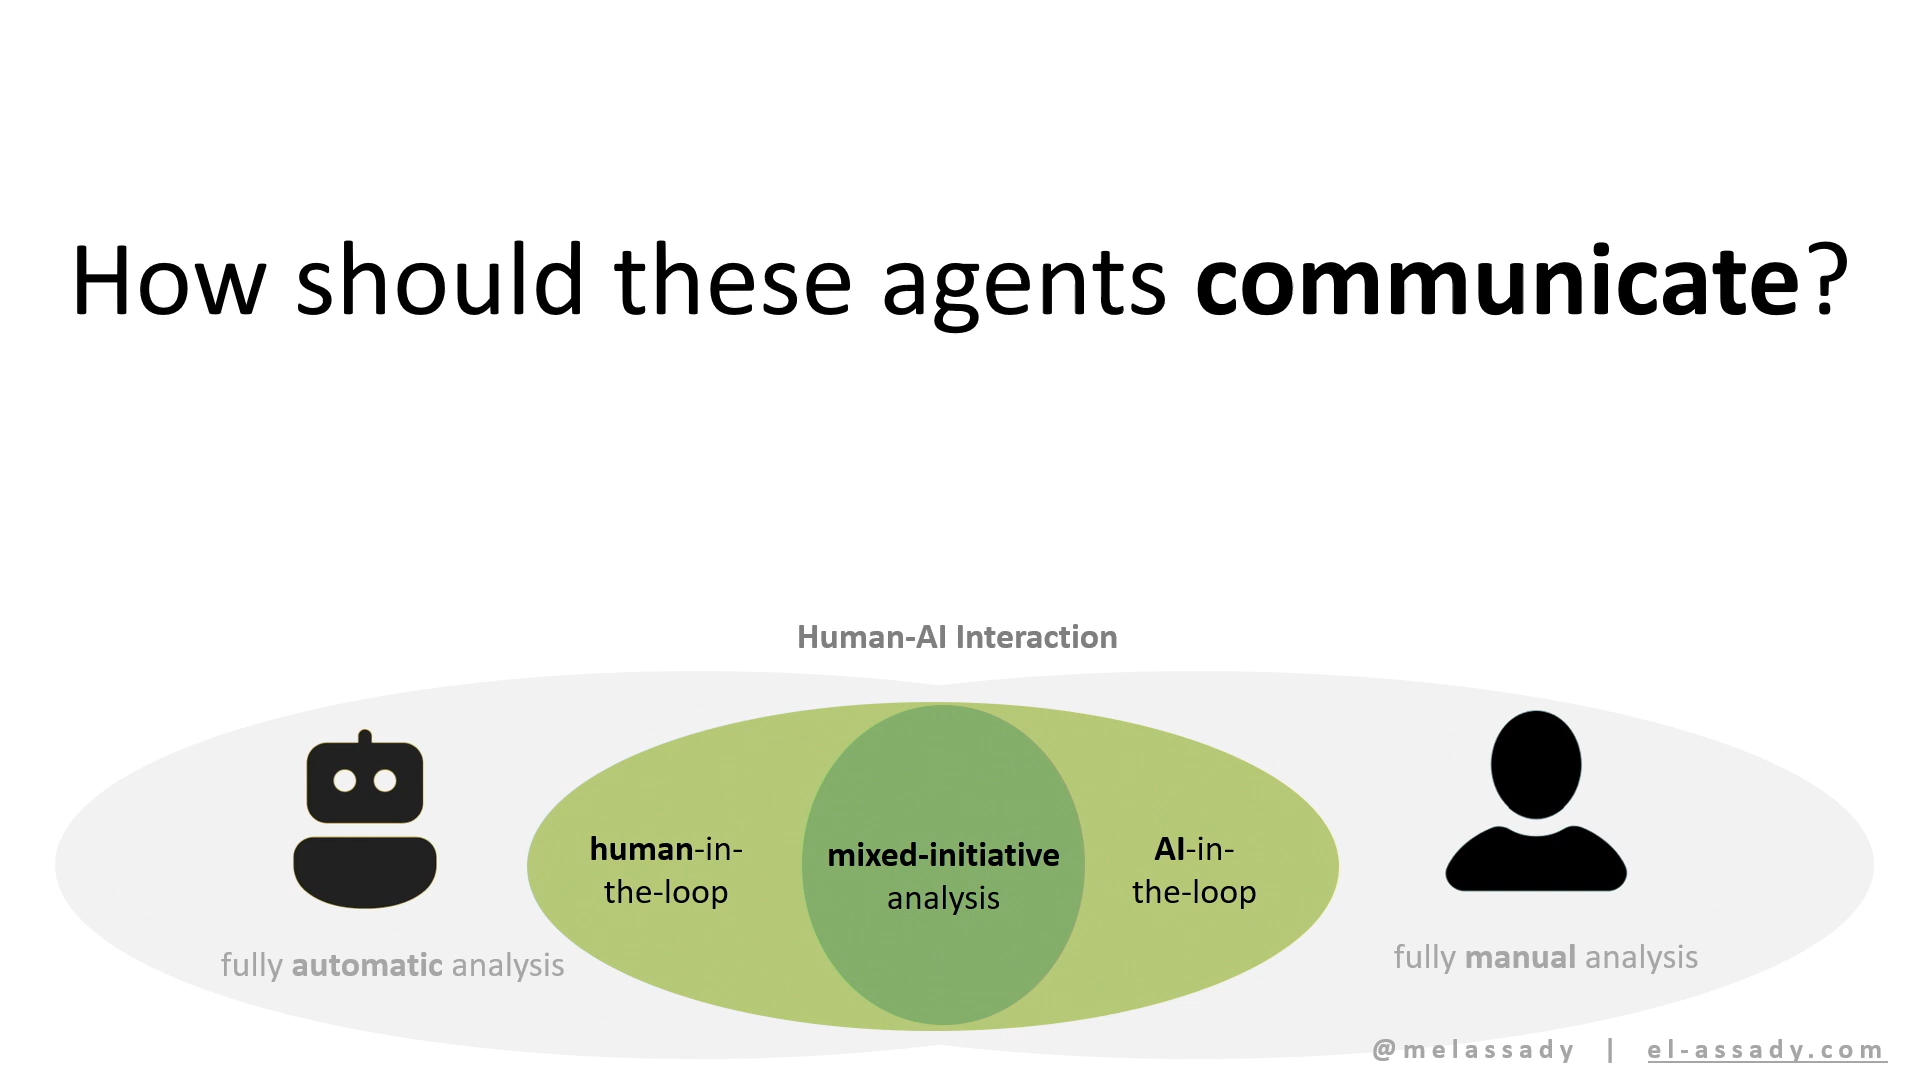 How should these agents communicate?
Human-AI Interaction
human-in-
the-loop
mixed-initiative
analysis
AI-in-
the-loop
fully automatic analysis
fully manual analysis
@melassady | el-assady.com